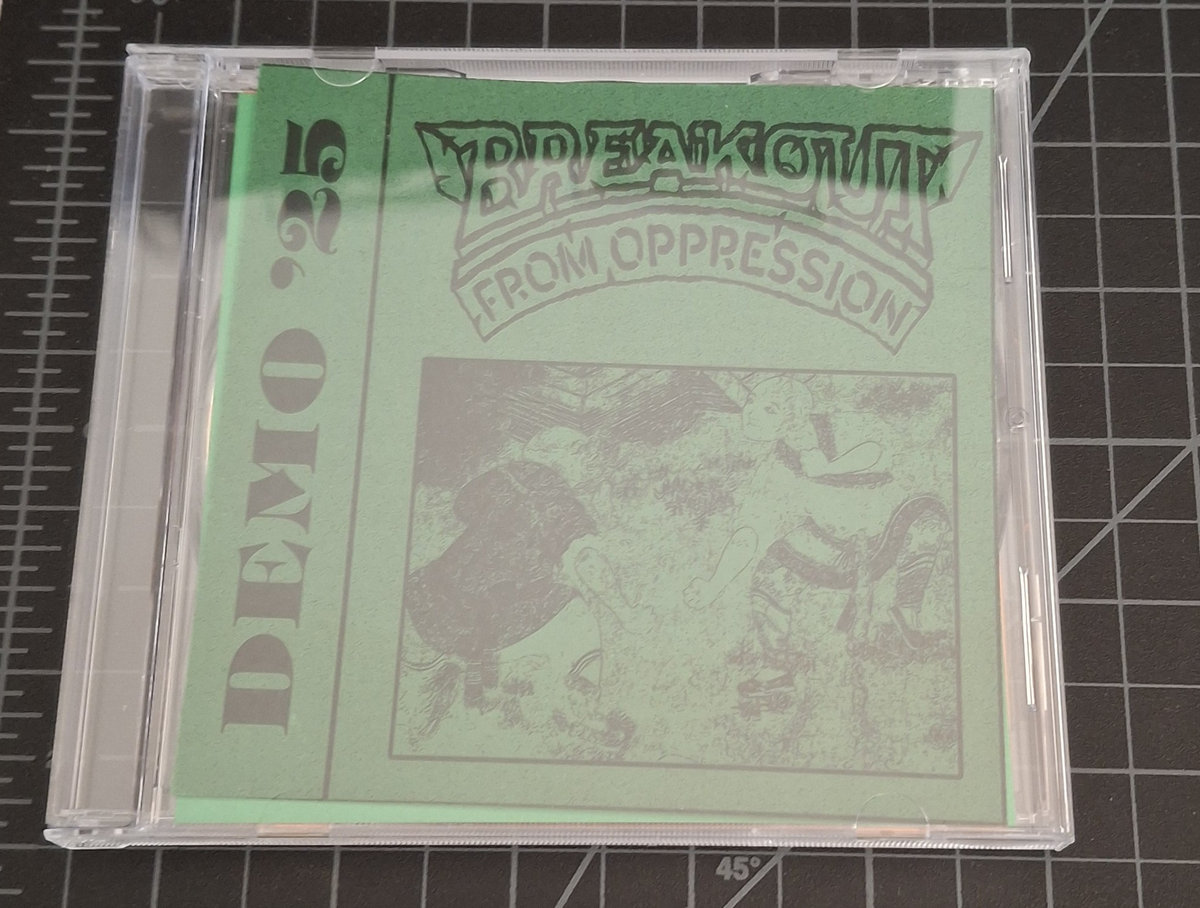 DEMO '25
BREAKOUT
FROM OPPRESSION
45°